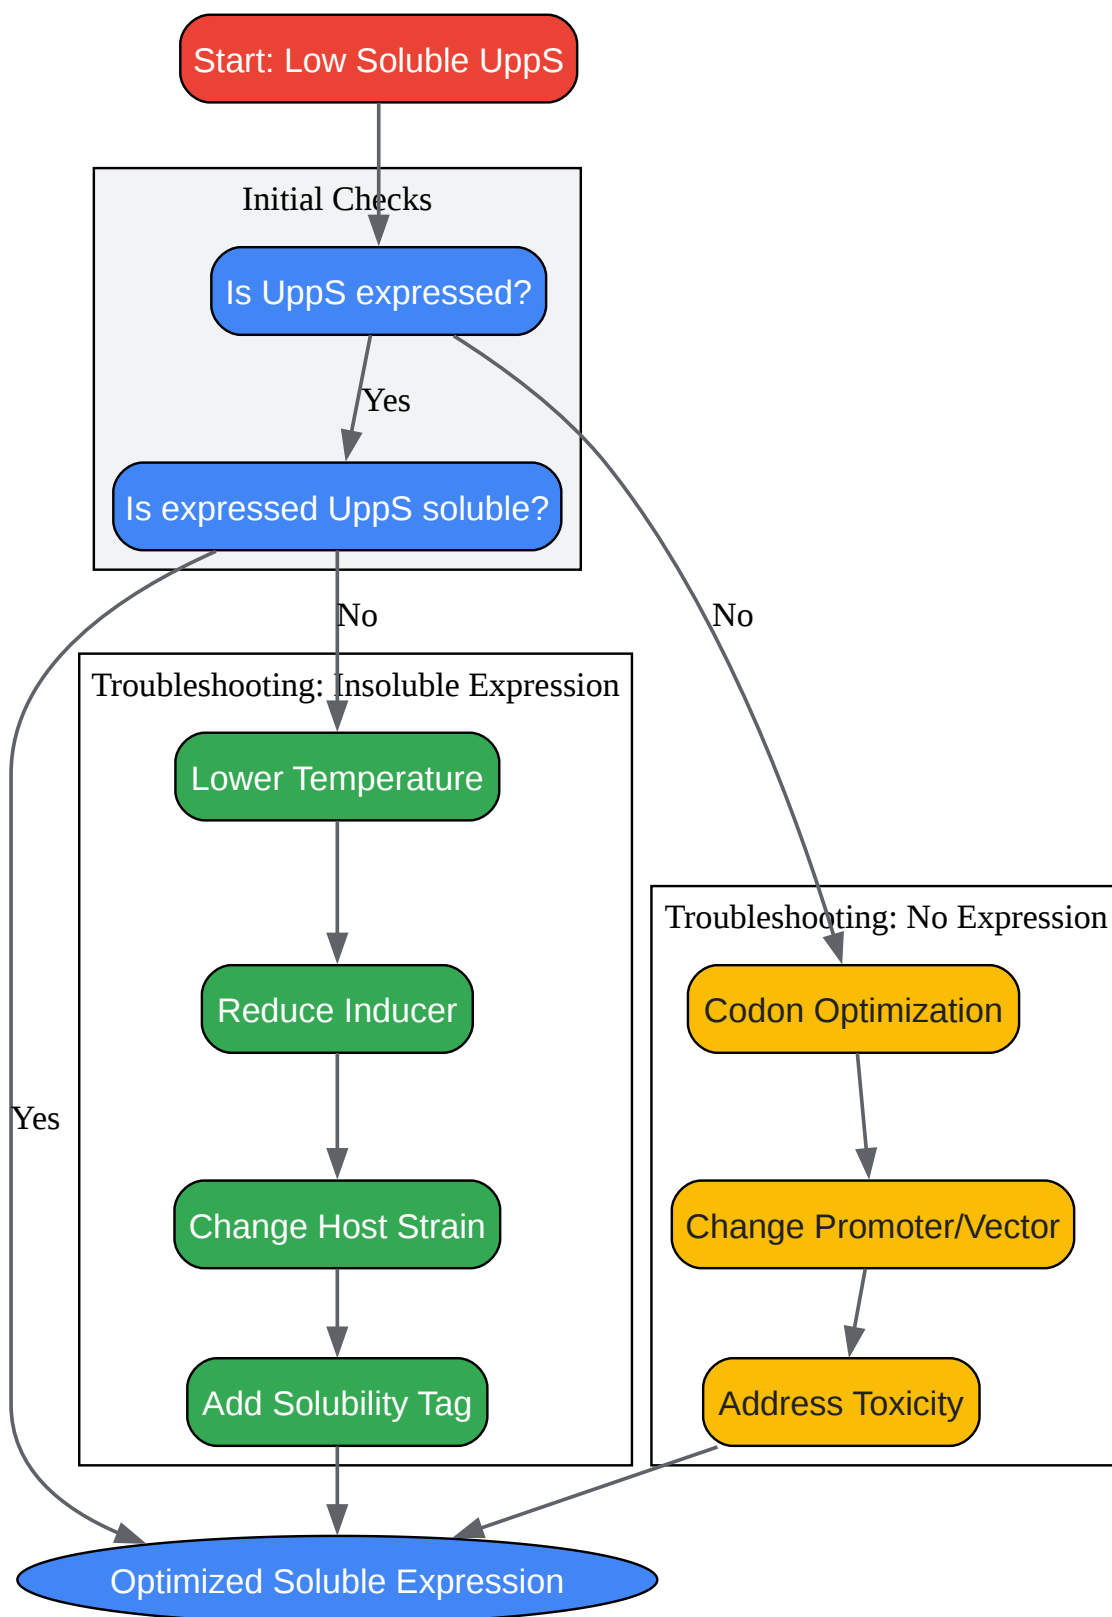 Start: Low Soluble UppS
Initial Checks
Is UppS expressed?
Yes
Is expressed UppS soluble?
No
No
Troubleshooting: Insoluble Expression
Lower Temperature
Troubleshooting: No Expression
Reduce Inducer
Codon Optimization
Yes
Change Host Strain
Change Promoter/Vector
Add Solubility Tag
Address Toxicity
Optimized Soluble Expression